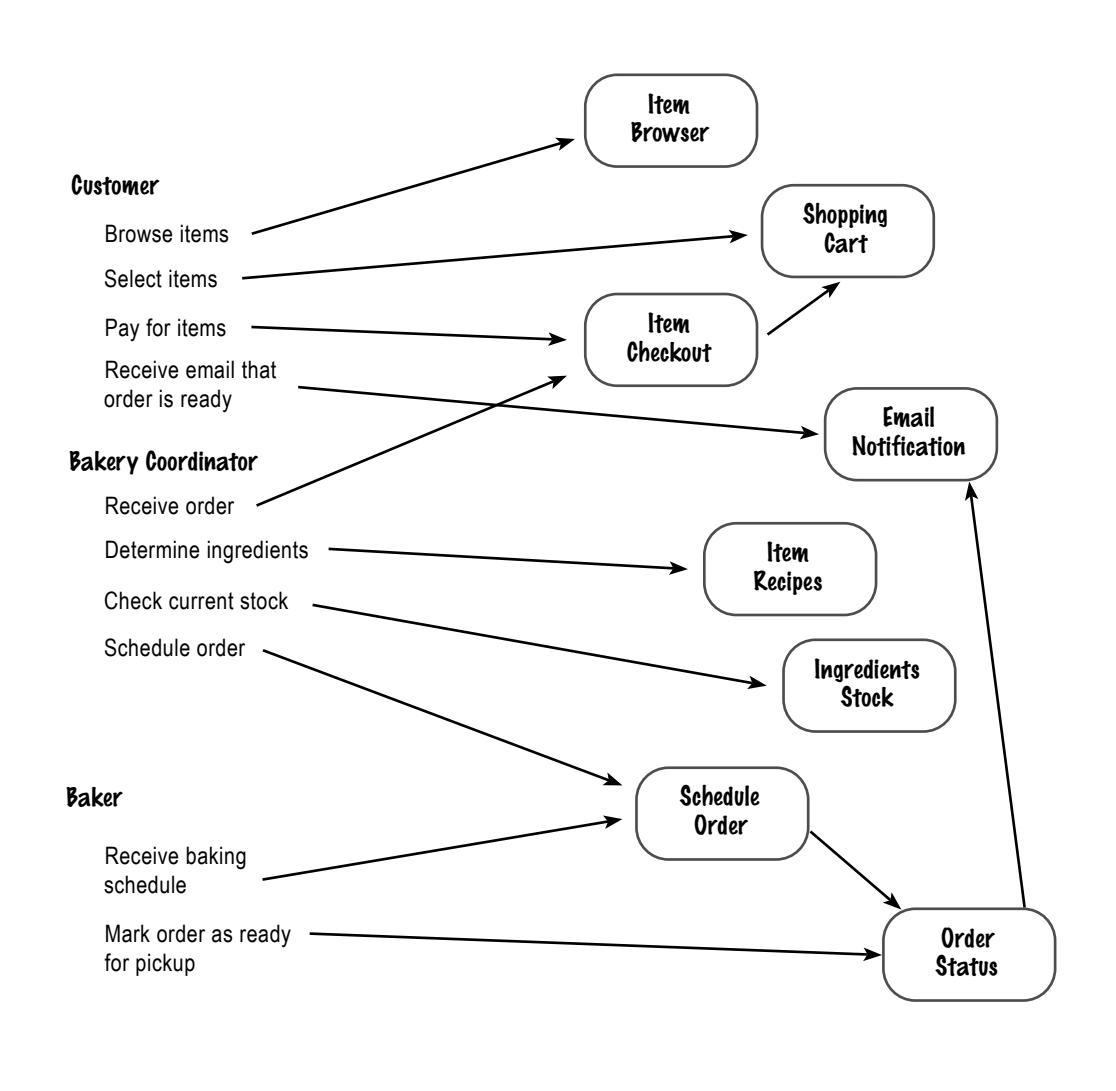 Item
Browser
Customer
Browse items
Shopping
Cart
Select items
Pay for items
Item
Checkout
Receive email that
order is ready
Email
Notification
Bakery Coordinator
Receive order
Determine ingredients
Item
Recipes
Check current stock
Schedule order
Ingredients
Stock
Baker
Schedule
Order
Receive baking
schedule
Mark order as ready
for pickup
Order
Status